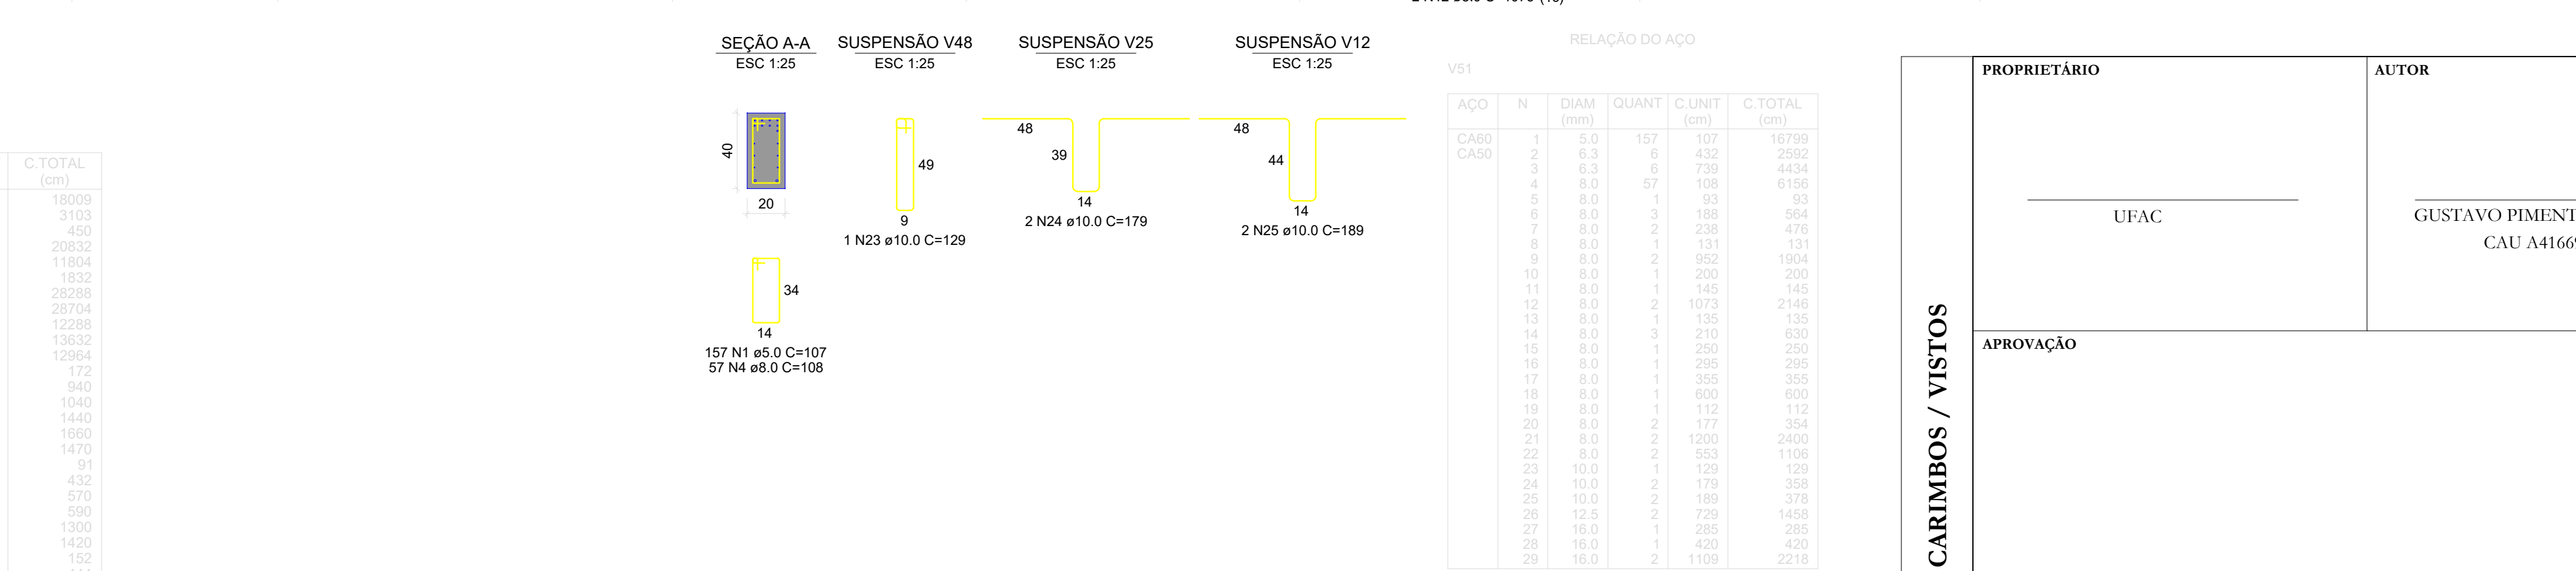 C.TOTAL
(cm)
18009
3103
450
20832
11804
1832
28288
28704
12288
13632
12964
172
940
1040
1440
1660
1470
91
432
570
590
1300
1420
152
SEÇÃO A-A
ESC 1:25
40
20
34
14
157 N1 ø5.0 C=107
57 N4 ø8.0 C=108
SUSPENSÃO V48
ESC 1:25
49
9
1 N23 ø10.0 C=129
SUSPENSÃO V25
ESC 1:25
48
39
14
2 N24 ø10.0 C=179
SUSPENSÃO V12
ESC 1:25
48
44
14
2 N25 ø10.0 C=189
RELAÇÃO DO AÇO
V51
AÇO N DIAM QUANT C.UNIT C.TOTAL
(mm) (cm) (cm)
CA60 1 5.0 157 107 16799
CA50 2 6.3 6 432 2592
3 6.3 6 739 4434
4 8.0 57 108 6156
5 8.0 1 93 93
6 8.0 3 188 564
7 8.0 2 238 476
8 8.0 1 131 131
9 8.0 2 952 1904
10 8.0 1 200 200
11 8.0 1 145 145
12 8.0 2 1073 2146
13 8.0 1 135 135
14 8.0 3 210 630
15 8.0 1 250 250
16 8.0 1 295 295
17 8.0 1 355 355
18 8.0 1 600 600
19 8.0 1 112 112
20 8.0 2 177 354
21 8.0 2 1200 2400
22 8.0 2 553 1106
23 10.0 1 129 129
24 10.0 2 179 358
25 10.0 2 189 378
26 12.5 2 729 1458
27 16.0 1 285 285
28 16.0 1 420 420
29 16.0 2 1109 2218
CARIMBOS / VISTOS
PROPRIETÁRIO
UFAC
AUTOR
GUSTAVO PIMENT
CAU A4166
APROVAÇÃO